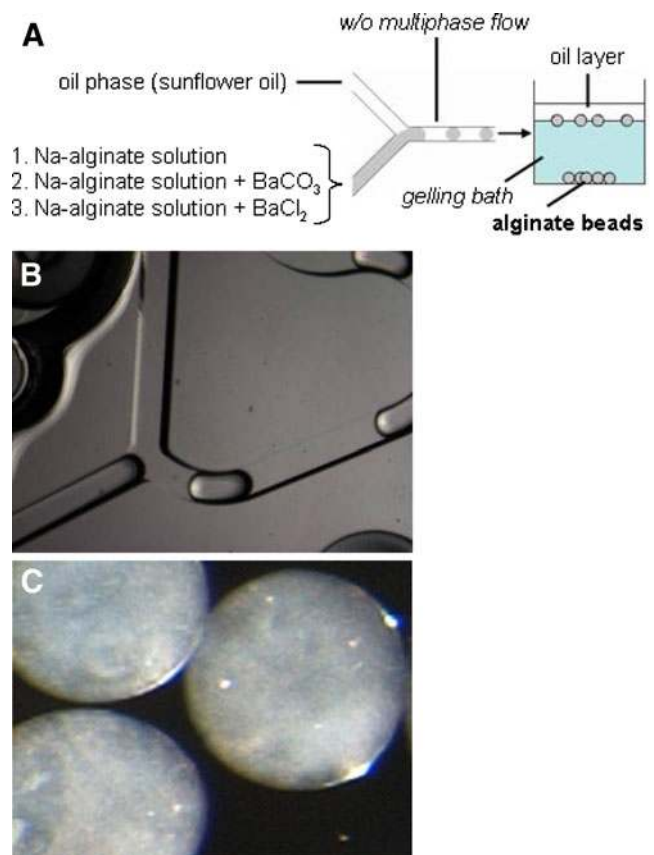 A
w/o multiphase flow
oil phase (sunflower oil)
oil layer
1. Na-alginate solution
2. Na-alginate solution + BaCO₃
3. Na-alginate solution + BaCl₂
gelling bath
alginate beads
B
C